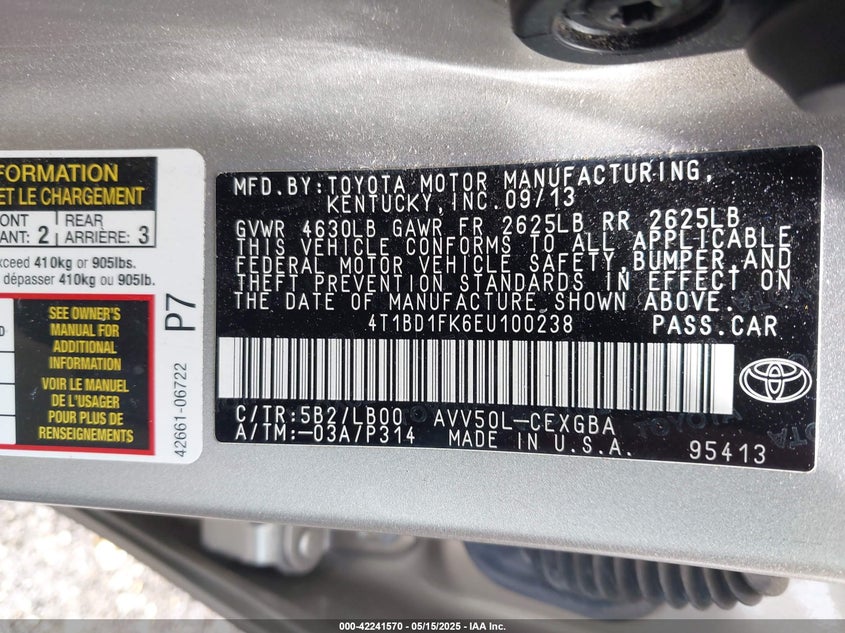 FORMATION
ET LE CHARGEMENT
ONT
ANT: 2
REAR
ARRIÈRE: 3
xceed 410kg or 905lbs.
dépasser 410kg ou 905lb.
SEE OWNER'S
MANUAL FOR
ADDITIONAL
INFORMATION
VOIR LE MANUEL
DE L'USAGER
POUR PLUS DE
RENSEIGNEMENTS
P7
42661-06722
MFD.BY:TOYOTA MOTOR MANUFACTURING,
KENTUCKY,INC.09/13
GVWR 4630LB GAWR FR 2625LB RR 2625LB
THIS VEHICLE CONFORMS TO ALL APPLICABLE
FEDERAL MOTOR VEHICLE SAFETY,BUMPER,AND
THEFT PREVENTION STANDARDS IN EFFECT ON
THE DATE OF MANUFACTURE SHOWN ABOVE.
4T1BD1FK6EU100238 PASS.CAR
C/TR:5B2/LB00 AVV50L-CEXGBA
A/TM:-03A/P314 MADE IN U.S.A. 95413
TOYOTA
000-42241570 - 05/15/2025 - IAA Inc.